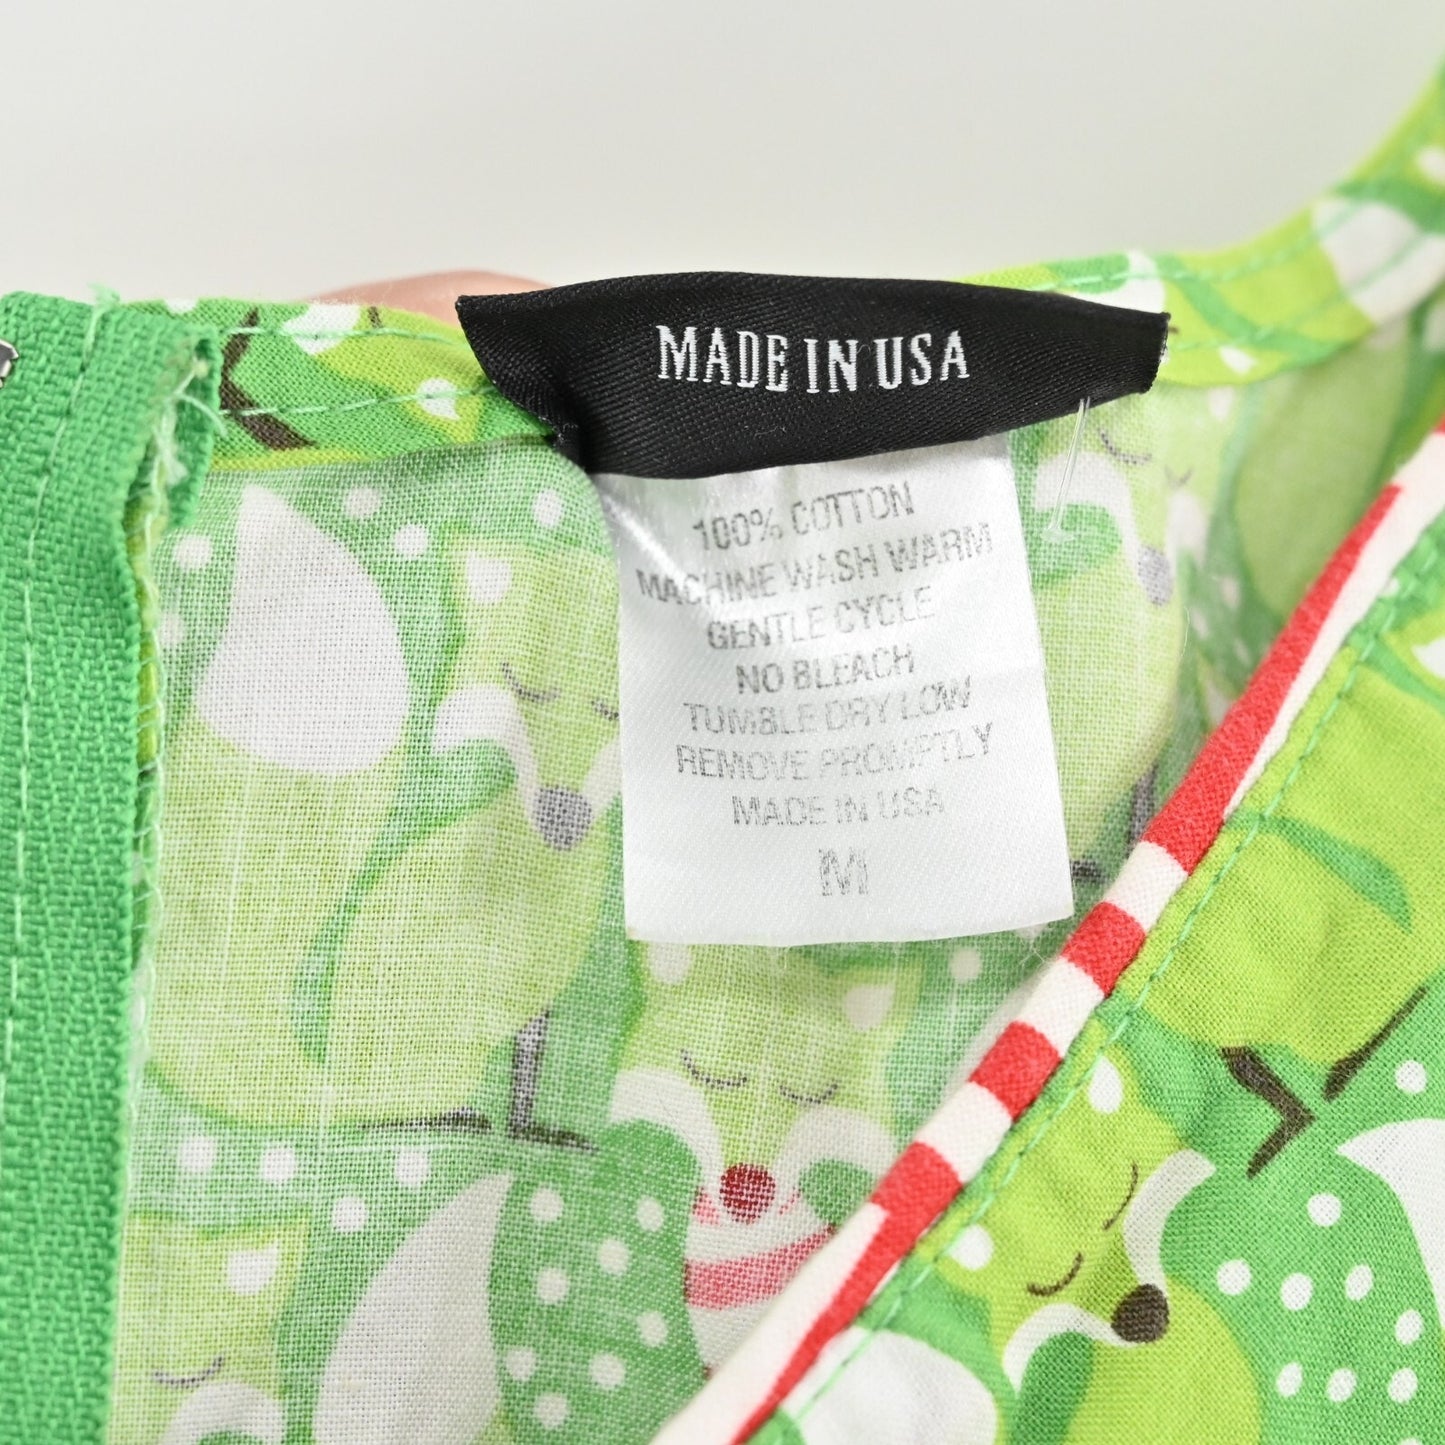 MADE IN USA
100% COTTON
MACHINE WASH WARM
GENTLE CYCLE
NO BLEACH
TUMBLE DRY LOW
REMOVE PROMPTLY
MADE IN USA
M